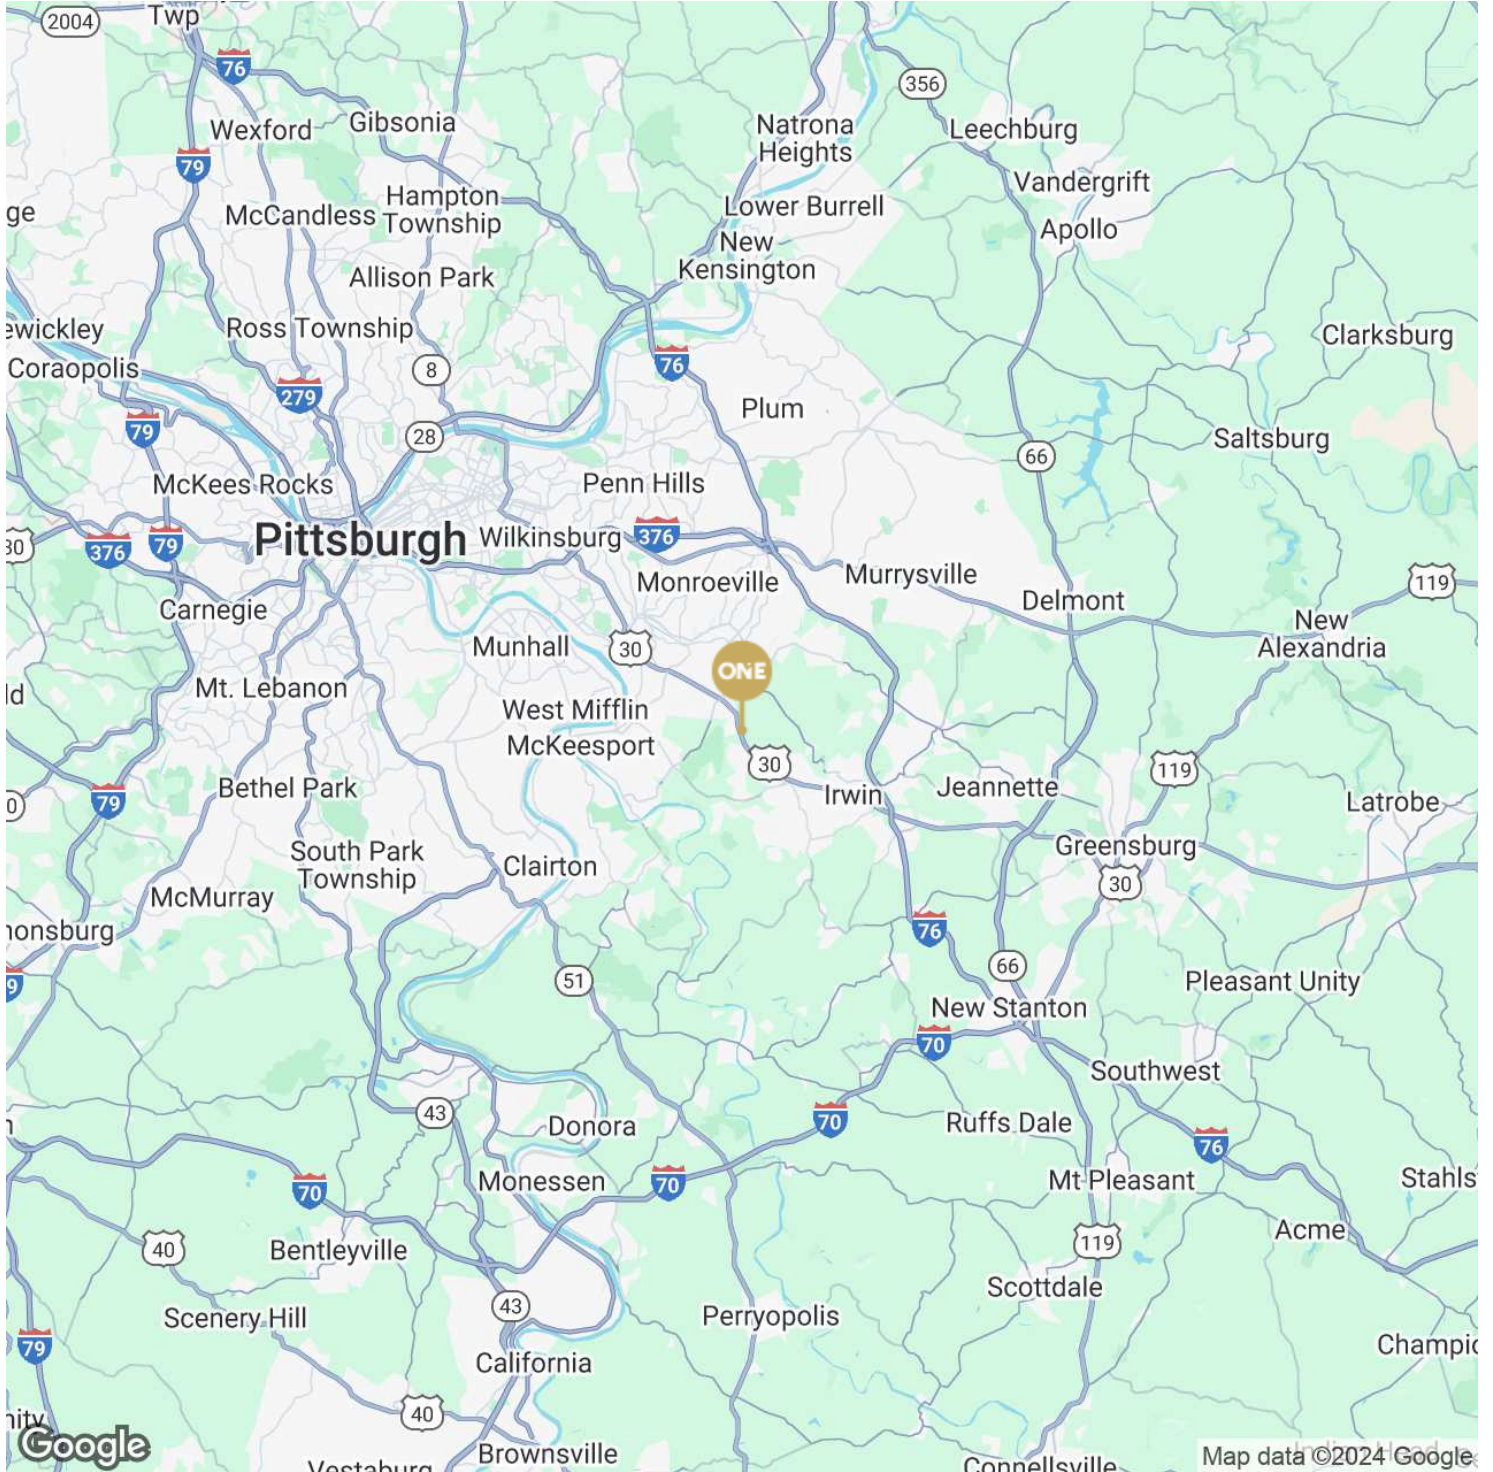 2004
Twp
76
356
Wexford
Gibsonia
Natrona
Heights
Leechburg
79
Vandergrift
Hampton
Township
McCandless
Lower Burrell
ge
Apollo
New
Kensington
Allison Park
ewickley
Ross Township
Clarksburg
Coraopolis
8
76
279
Plum
79
28
Saltsburg
66
McKees Rocks
Penn Hills
Pittsburgh
Wilkinsburg
376
30
376
79
Monroeville
Murrysville
119
Carnegie
Delmont
New
Alexandria
Munhall
30
ONE
ld
Mt. Lebanon
West Mifflin
McKeesport
30
119
Bethel Park
Irwin
Jeannette
0
79
Latrobe
South Park
Township
Clairton
Greensburg
30
McMurray
nonsburg
76
9
51
66
Pleasant Unity
New Stanton
70
Southwest
43
Donora
70
Ruffs Dale
76
70
Monessen
70
Mt Pleasant
Stahls
40
Bentleyville
119
Acme
Scottdale
43
Scenery Hill
Perryopolis
79
California
Champio
40
nity
Google
Brownsville
Vestaburg
Connellsville
Map data ©2024 Google